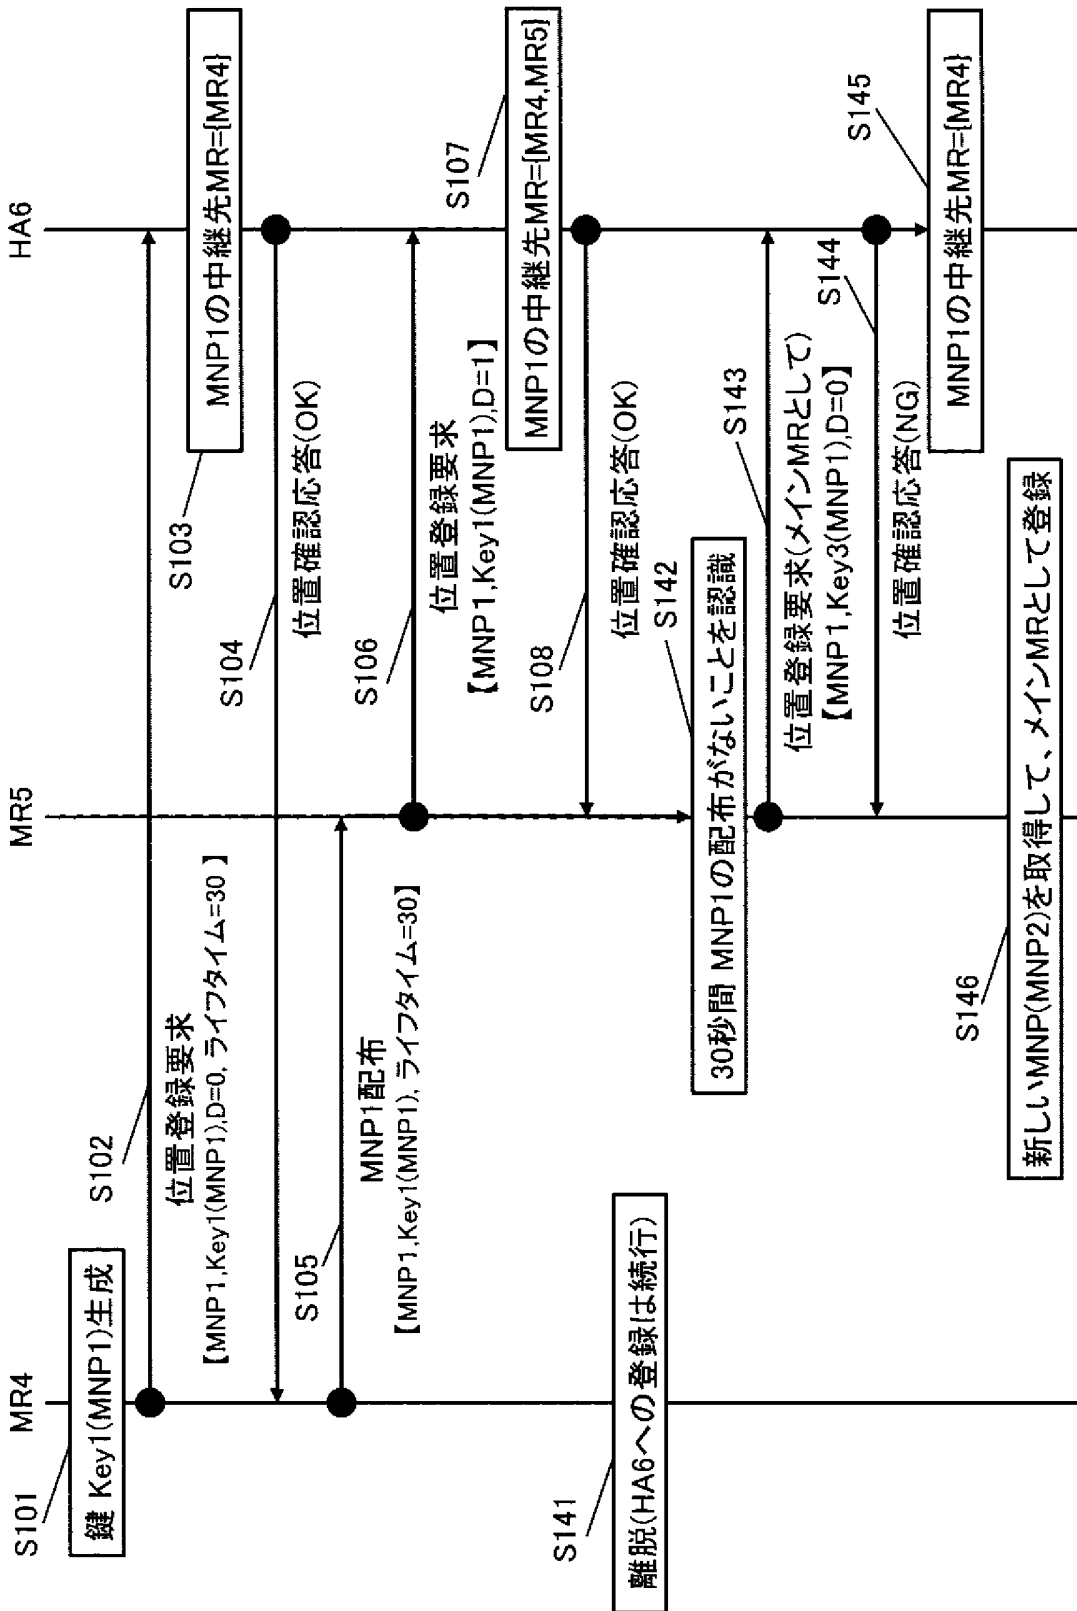 MR4
MR5
HA6
S101
鍵 Key1(MNP1)生成
S102
位置登録要求
【MNP1,Key1(MNP1),D=0, ライフタイム=30 】
S103
MNP1の中継先MR={MR4}
S104
位置確認応答(OK)
S105
MNP1配布
【MNP1,Key1(MNP1), ライフタイム=30】
S106
位置登録要求
【MNP1,Key1(MNP1),D=1】
S107
MNP1の中継先MR={MR4,MR5}
S108
位置確認応答(OK)
S141
離脱(HA6への登録は続行)
S142
30秒間 MNP1の配布がないことを認識
S143
位置登録要求(メインMRとして)
【MNP1,Key3(MNP1),D=0】
S144
位置確認応答(NG)
S145
MNP1の中継先MR={MR4}
S146
新しいMNP(MNP2)を取得して、メインMRとして登録